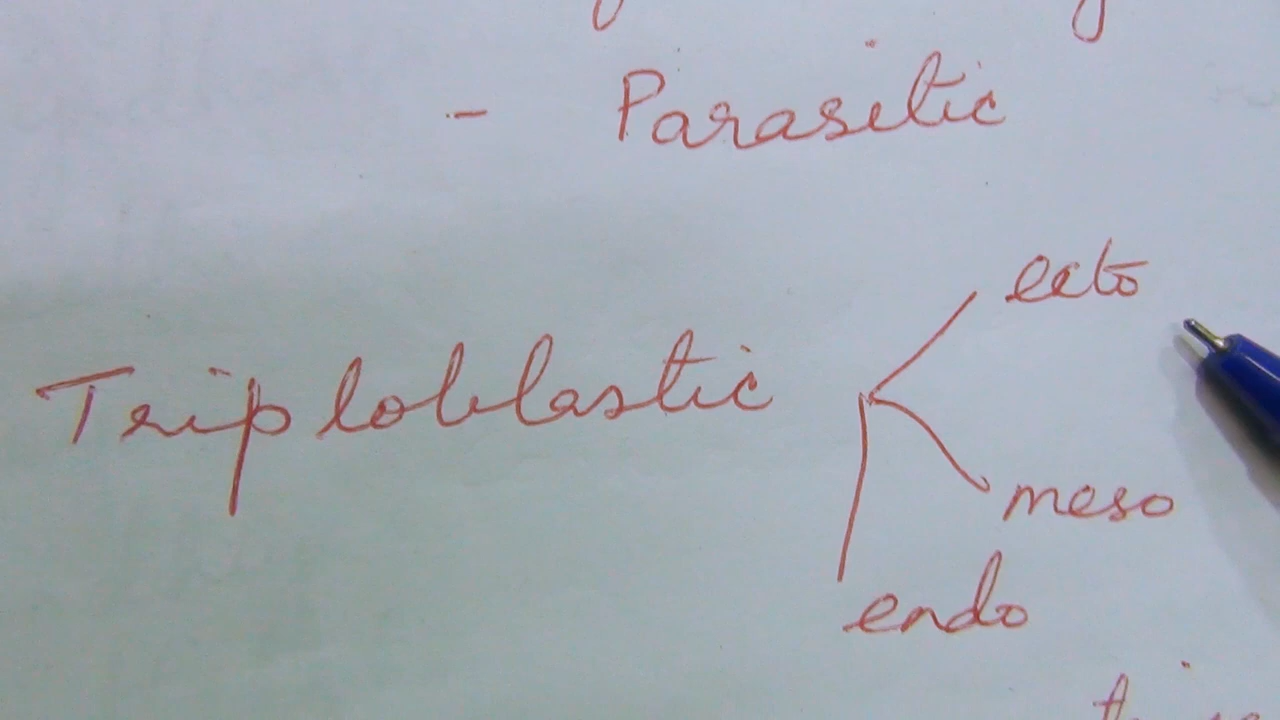 - Parasitic
ecto
Triploblastic
meso
endo